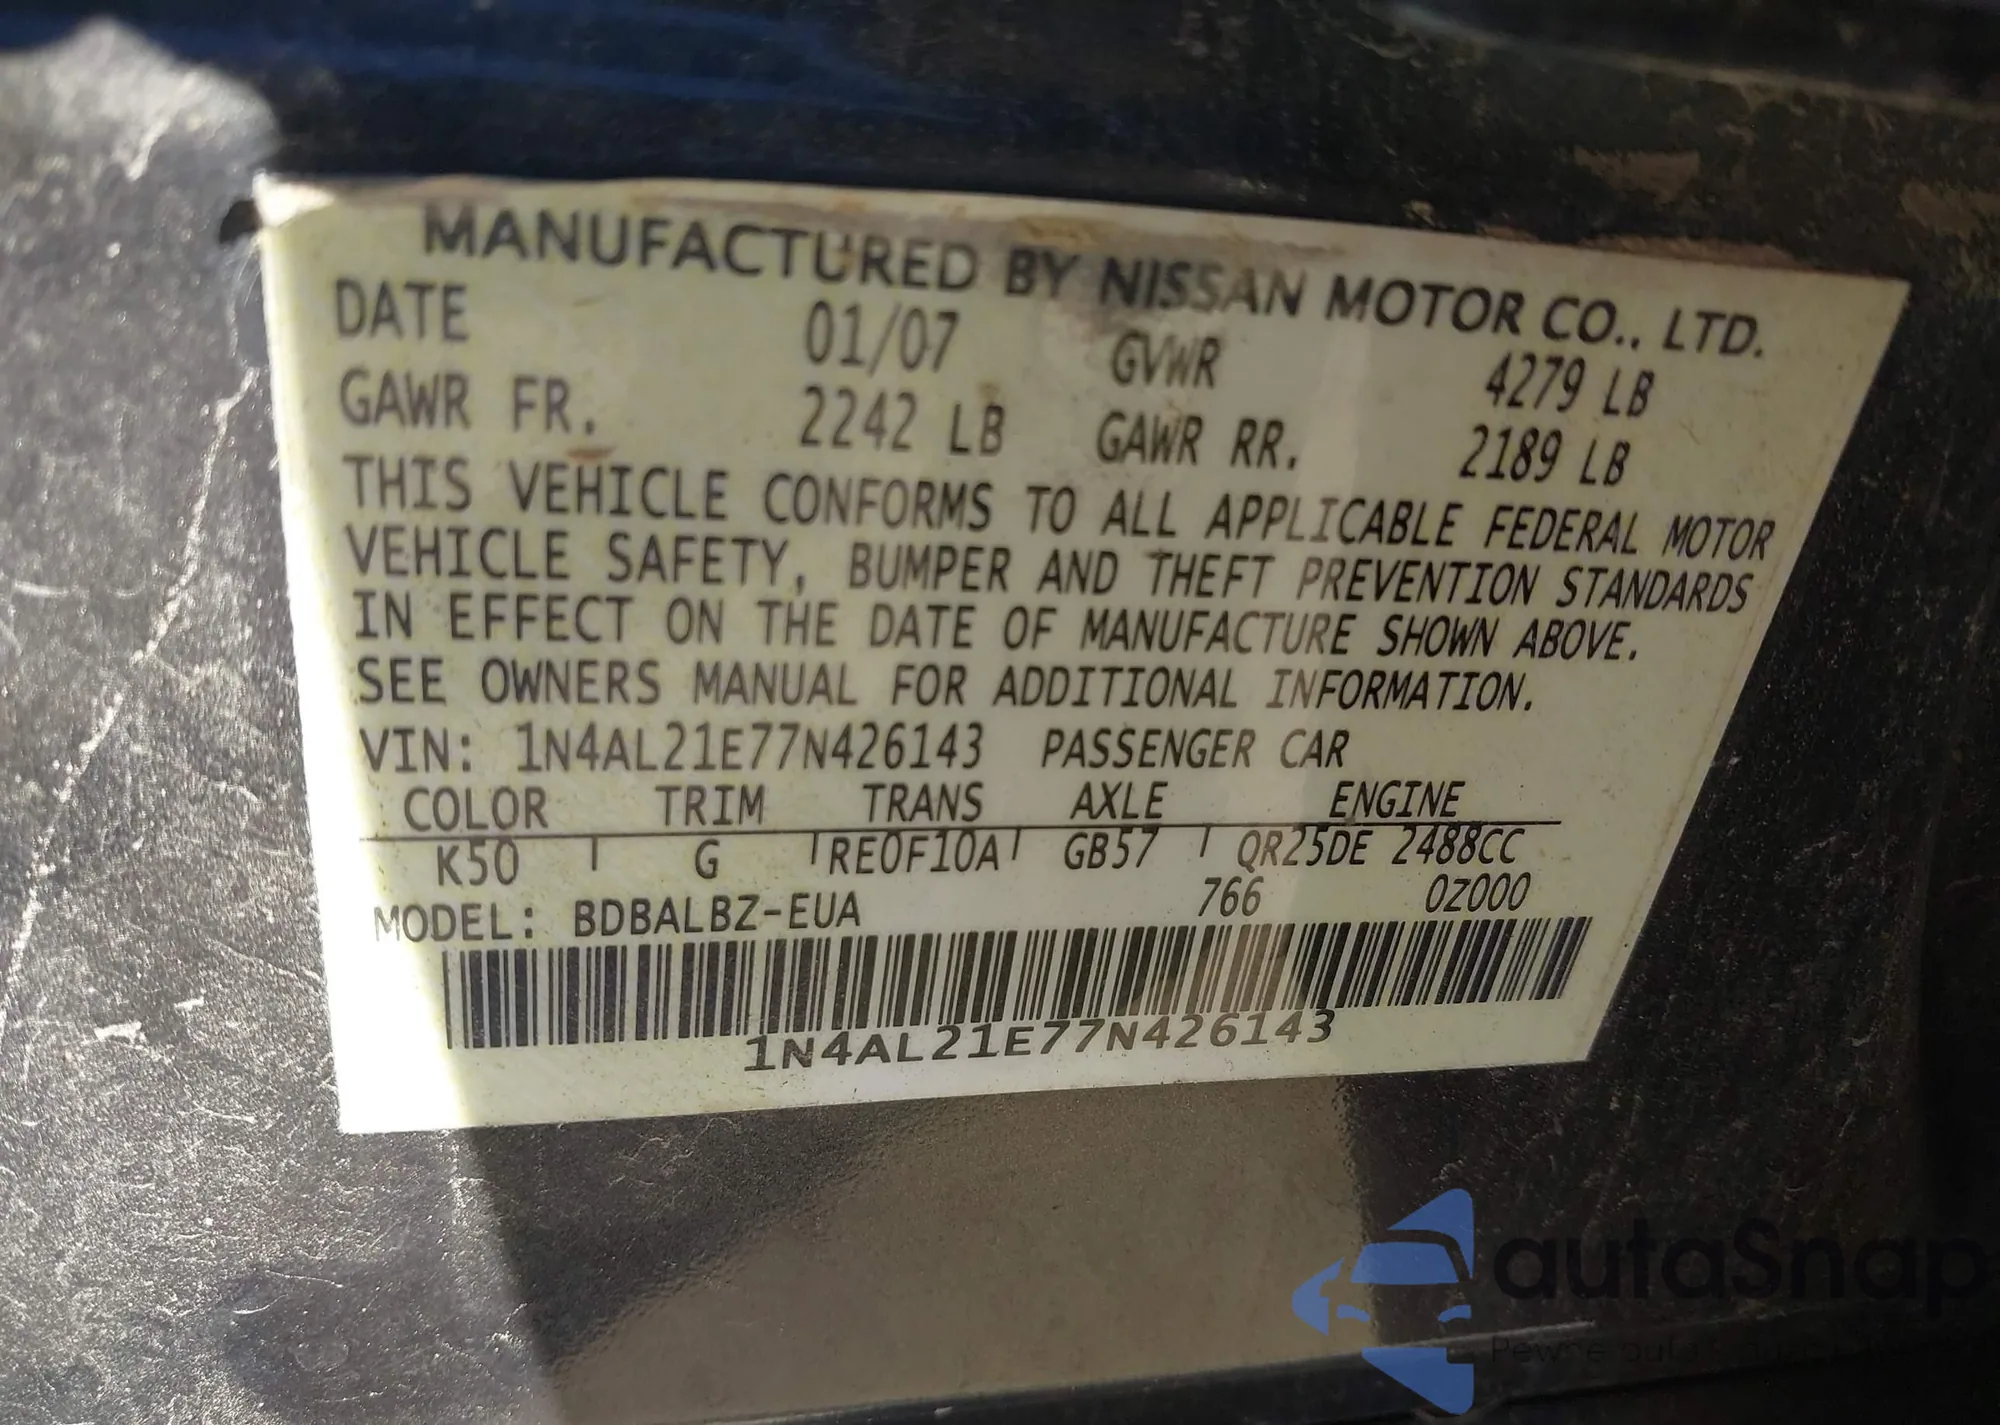 MANUFACTURED BY NISSAN MOTOR CO., LTD.
DATE 01/07 GVWR 4279 LB
GAWR FR. 2242 LB GAWR RR. 2189 LB
THIS VEHICLE CONFORMS TO ALL APPLICABLE FEDERAL MOTOR
VEHICLE SAFETY, BUMPER AND THEFT PREVENTION STANDARDS
IN EFFECT ON THE DATE OF MANUFACTURE SHOWN ABOVE.
SEE OWNERS MANUAL FOR ADDITIONAL INFORMATION.
VIN: 1N4AL21E77N426143 PASSENGER CAR
COLOR TRIM TRANS AXLE ENGINE
K50 G RE0F10A GB57 QR25DE 2488CC
766 0Z000
MODEL: BDBALBZ-EUA
1N4AL21E77N426143
autaSnap
Pewne auta